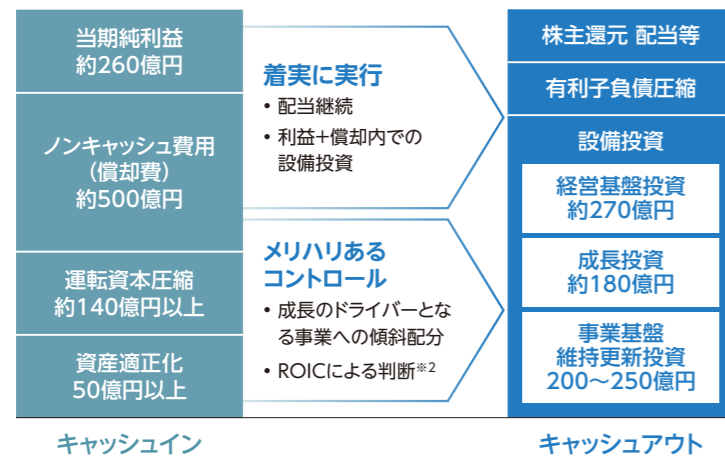 当期純利益
約260億円
ノンキャッシュ費用
（償却費）
約500億円
運転資本圧縮
約140億円以上
資産適正化
50億円以上
キャッシュイン
着実に実行
• 配当継続
• 利益＋償却内での
設備投資
メリハリある
コントロール
• 成長のドライバーとな
る事業への傾斜配分
• ROICによる判断※2
株主還元 配当等
有利子負債圧縮
設備投資
経営基盤投資
約270億円
成長投資
約180億円
事業基盤
維持更新投資
200～250億円
キャッシュアウト